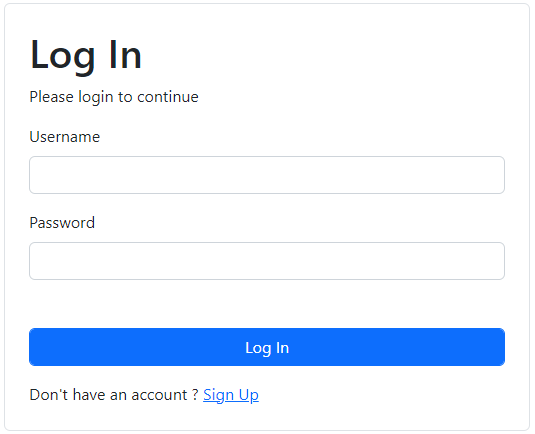 Log In
Please login to continue
Username
Password
Log In
Don't have an account ? Sign Up